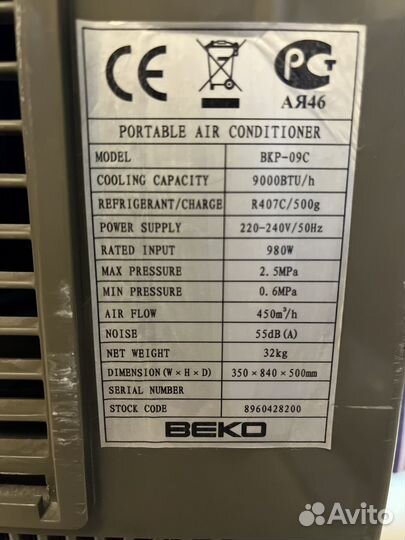 CE
PCT
АЯ46
PORTABLE AIR CONDITIONER
MODEL BKP-09C
COOLING CAPACITY 9000BTU/h
REFRIGERANT/CHARGE R407C/500g
POWER SUPPLY 220-240V/50Hz
RATED INPUT 980W
MAX PRESSURE 2.5MPa
MIN PRESSURE 0.6MPa
AIR FLOW 450m³/h
NOISE 55dB(A)
NET WEIGHT 32kg
DIMENSION(W×H×D) 350×840×500mm
SERIAL NUMBER
STOCK CODE 8960428200
BEKO
Avito